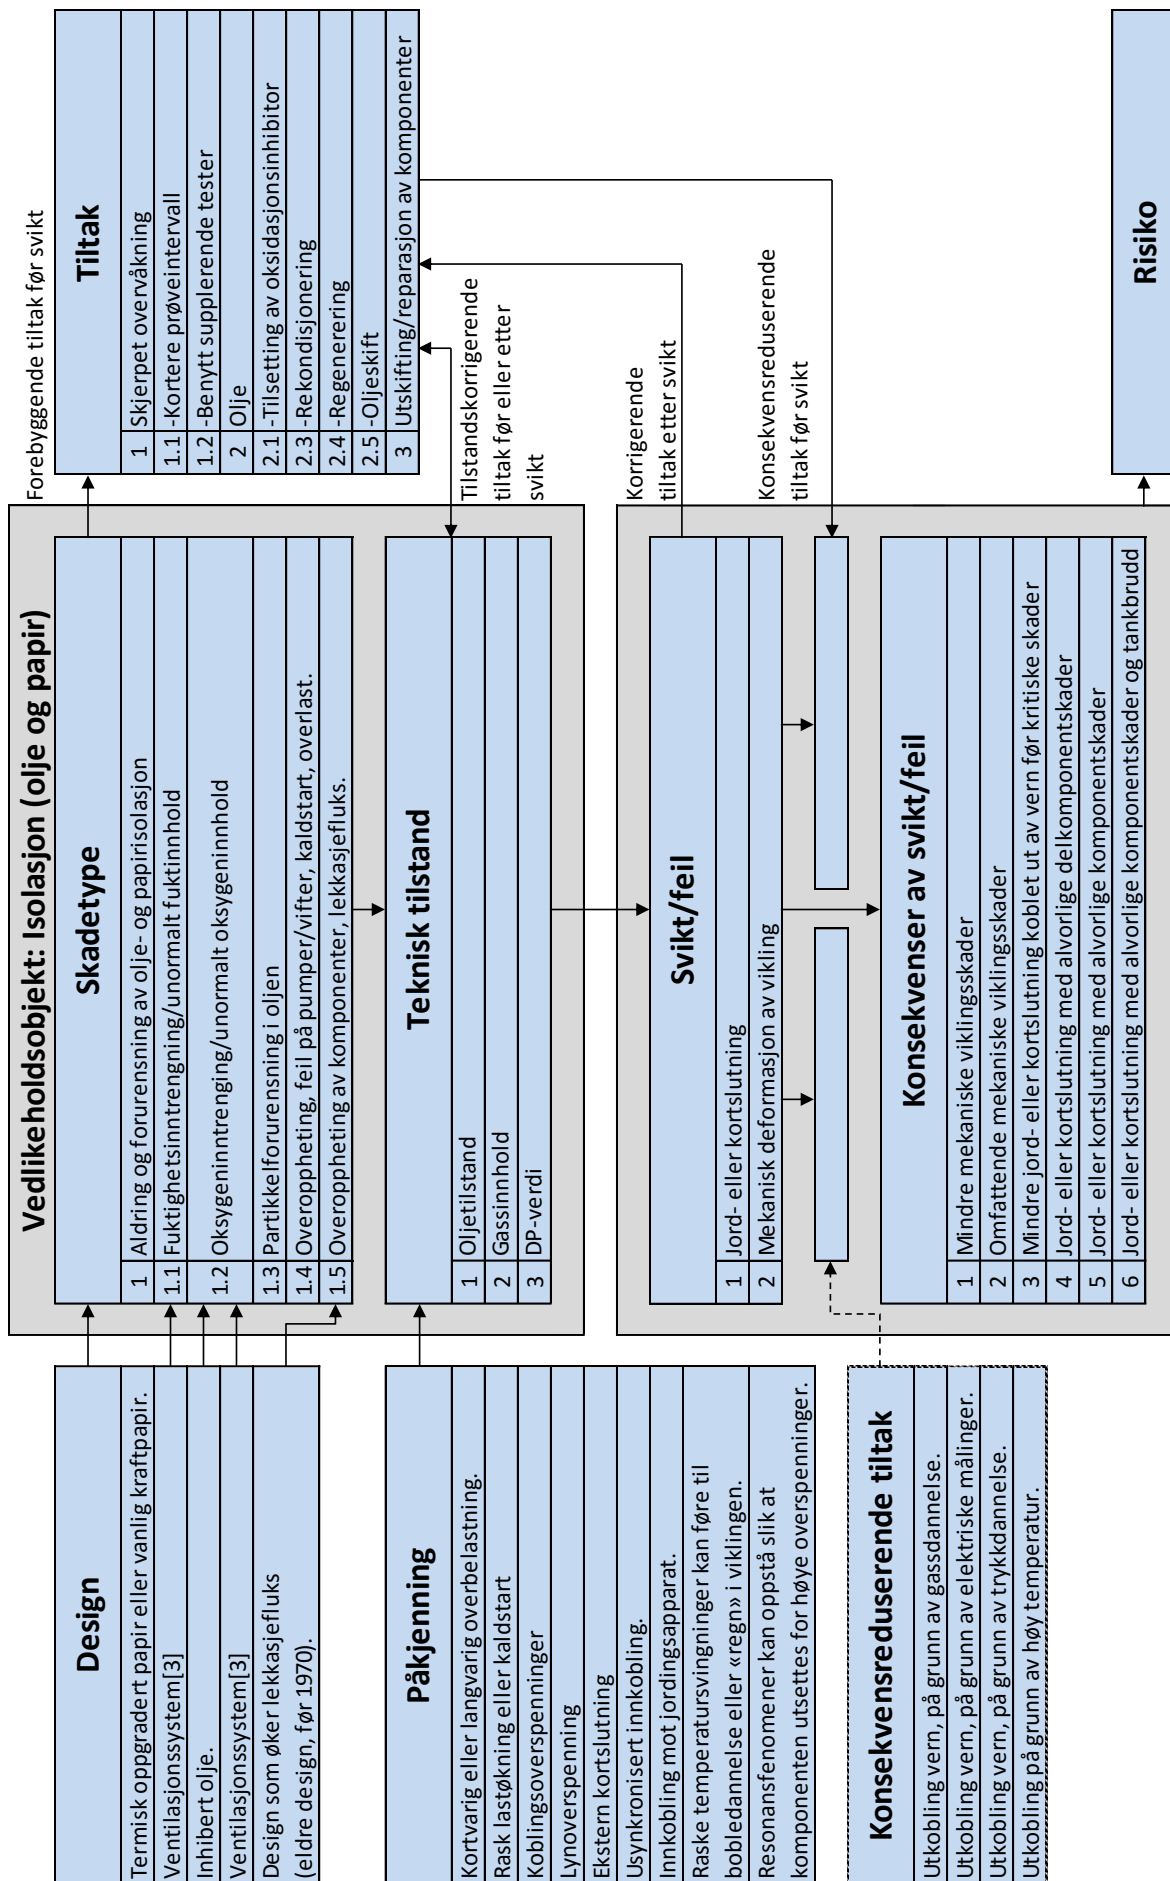 Vedlikeholdsobjekt: Isolasjon (olje og papir)
Design
Termisk oppgradert papir eller vanlig kraftpapir.
Ventilasjonssystem[3]
Inhibert olje.
Ventilasjonssystem[3]
Design som øker lekkasjefluks
(eldre design, før 1970).
Skadetype
1 Aldring og forurensning av olje- og papirisolasjon
1.1 Fuktighetsinntrengning/unormalt fuktinnhold
1.2 Oksygeninntrenging/unormalt oksygeninnhold
1.3 Partikkelforurensning i oljen
1.4 Overoppheting, feil på pumper/vifter, kaldstart, overlast.
1.5 Overoppheting av komponenter, lekkasjefluks.
Forebyggende tiltak før svikt
Tiltak
1 Skjerpet overvåkning
1.1 -Kortere prøveintervall
1.2 -Benytt supplerende tester
2 Olje
2.1 -Tilsetting av oksidasjonsinhibitor
2.3 -Rekondisjonering
2.4 -Regenerering
2.5 -Oljeskift
3 Utskifting/reparasjon av komponenter
Påkjenning
Kortvarig eller langvarig overbelastning.
Rask lastøkning eller kaldstart
Koblingsoverspenninger
Lynoverspenning
Ekstern kortslutning
Usynkronisert innkobling.
Innkobling mot jordingsapparat.
Raske temperatursvingninger kan føre til
bobledannelse eller «regn» i viklingen.
Resonansfenomener kan oppstå slik at
komponenten utsettes for høye overspenninger.
Teknisk tilstand
1 Oljetilstand
2 Gassinnhold
3 DP-verdi
Tilstandskorrigerende
tiltak før eller etter
svikt
Svikt/feil
1 Jord- eller kortslutning
2 Mekanisk deformasjon av vikling
Korrigerende
tiltak etter svikt
Konsekvensreduserende
tiltak før svikt
Konsekvensreduserende tiltak
Utkobling vern, på grunn av gassdannelse.
Utkobling vern, på grunn av elektriske målinger.
Utkobling vern, på grunn av trykkdannelse.
Utkobling på grunn av høy temperatur.
Konsekvenser av svikt/feil
1 Mindre mekaniske viklingsskader
2 Omfattende mekaniske viklingsskader
3 Mindre jord- eller kortslutning koblet ut av vern før kritiske skader
4 Jord- eller kortslutning med alvorlige delkomponentskader
5 Jord- eller kortslutning med alvorlige komponentskader
6 Jord- eller kortslutning med alvorlige komponentskader og tankbrudd
Risiko